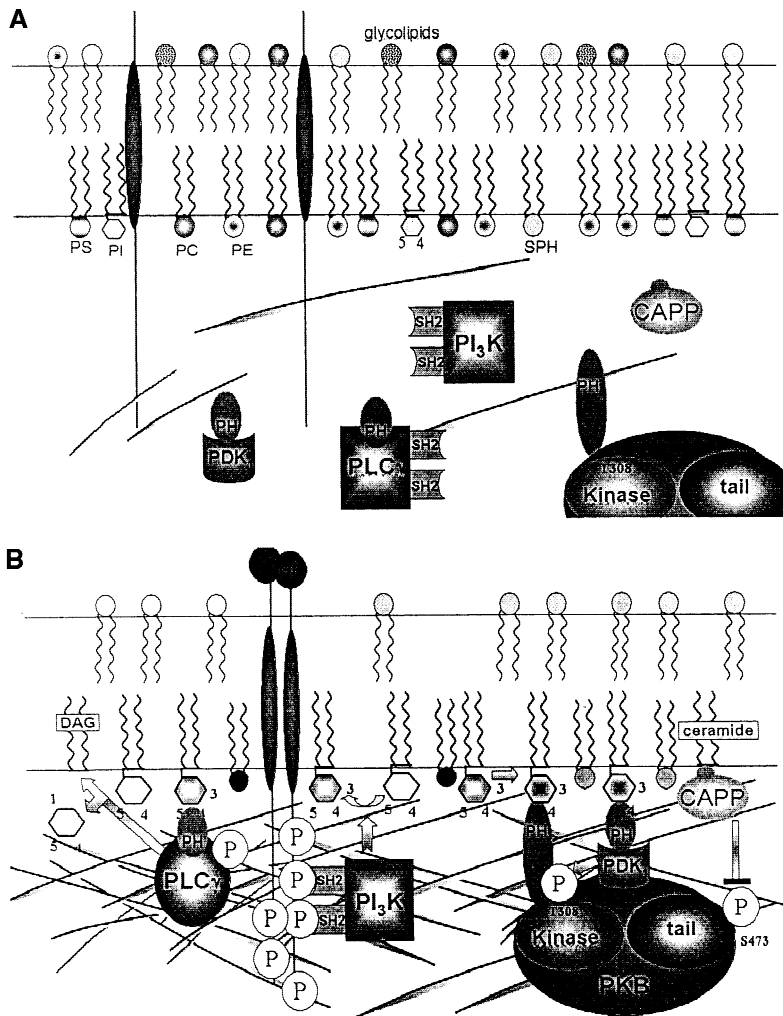 A
glycolipids
PS PI PC PE 5 4 SPH
SH2
SH2
PI3K
CAPP
PH
PDK
PH
PLCγ
SH2
SH2
PH
T308
Kinase
tail
B
DAG
ceramide
5 4
3
5 4
3
5 4
5 4
3
3
3
CAPP
1
5
PH
PLCγ
P
P
P
P
P
P
P
SH2
SH2
PI3K
PH
PH
PDK
P
P
S473
T308
Kinase
tail
PKB